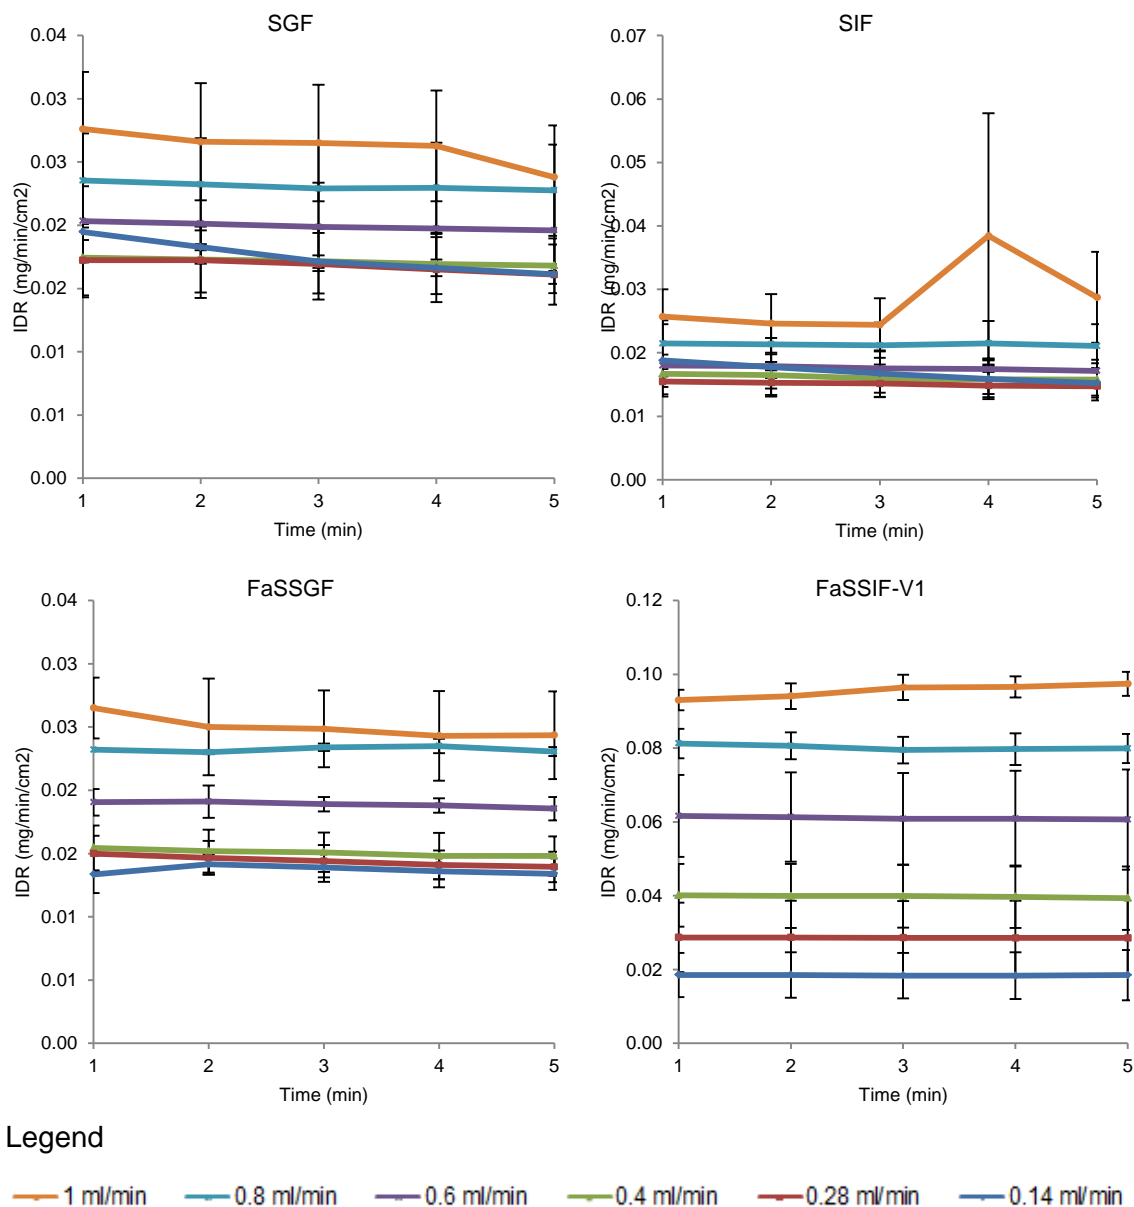 SGF
0.04
0.03
0.03
0.02
0.02
0.01
0.01
0.00
IDR (mg/min/cm2)
1 2 3 4 5
Time (min)
SIF
0.07
0.06
0.05
0.04
0.03
0.02
0.01
0.00
IDR (mg/min/cm2)
1 2 3 4 5
Time (min)
FaSSGF
0.04
0.03
0.03
0.02
0.02
0.01
0.01
0.00
IDR (mg/min/cm2)
1 2 3 4 5
Time (min)
FaSSIF-V1
0.12
0.10
0.08
0.06
0.04
0.02
0.00
IDR (mg/min/cm2)
1 2 3 4 5
Time (min)
Legend
1 ml/min 0.8 ml/min 0.6 ml/min 0.4 ml/min 0.28 ml/min 0.14 ml/min